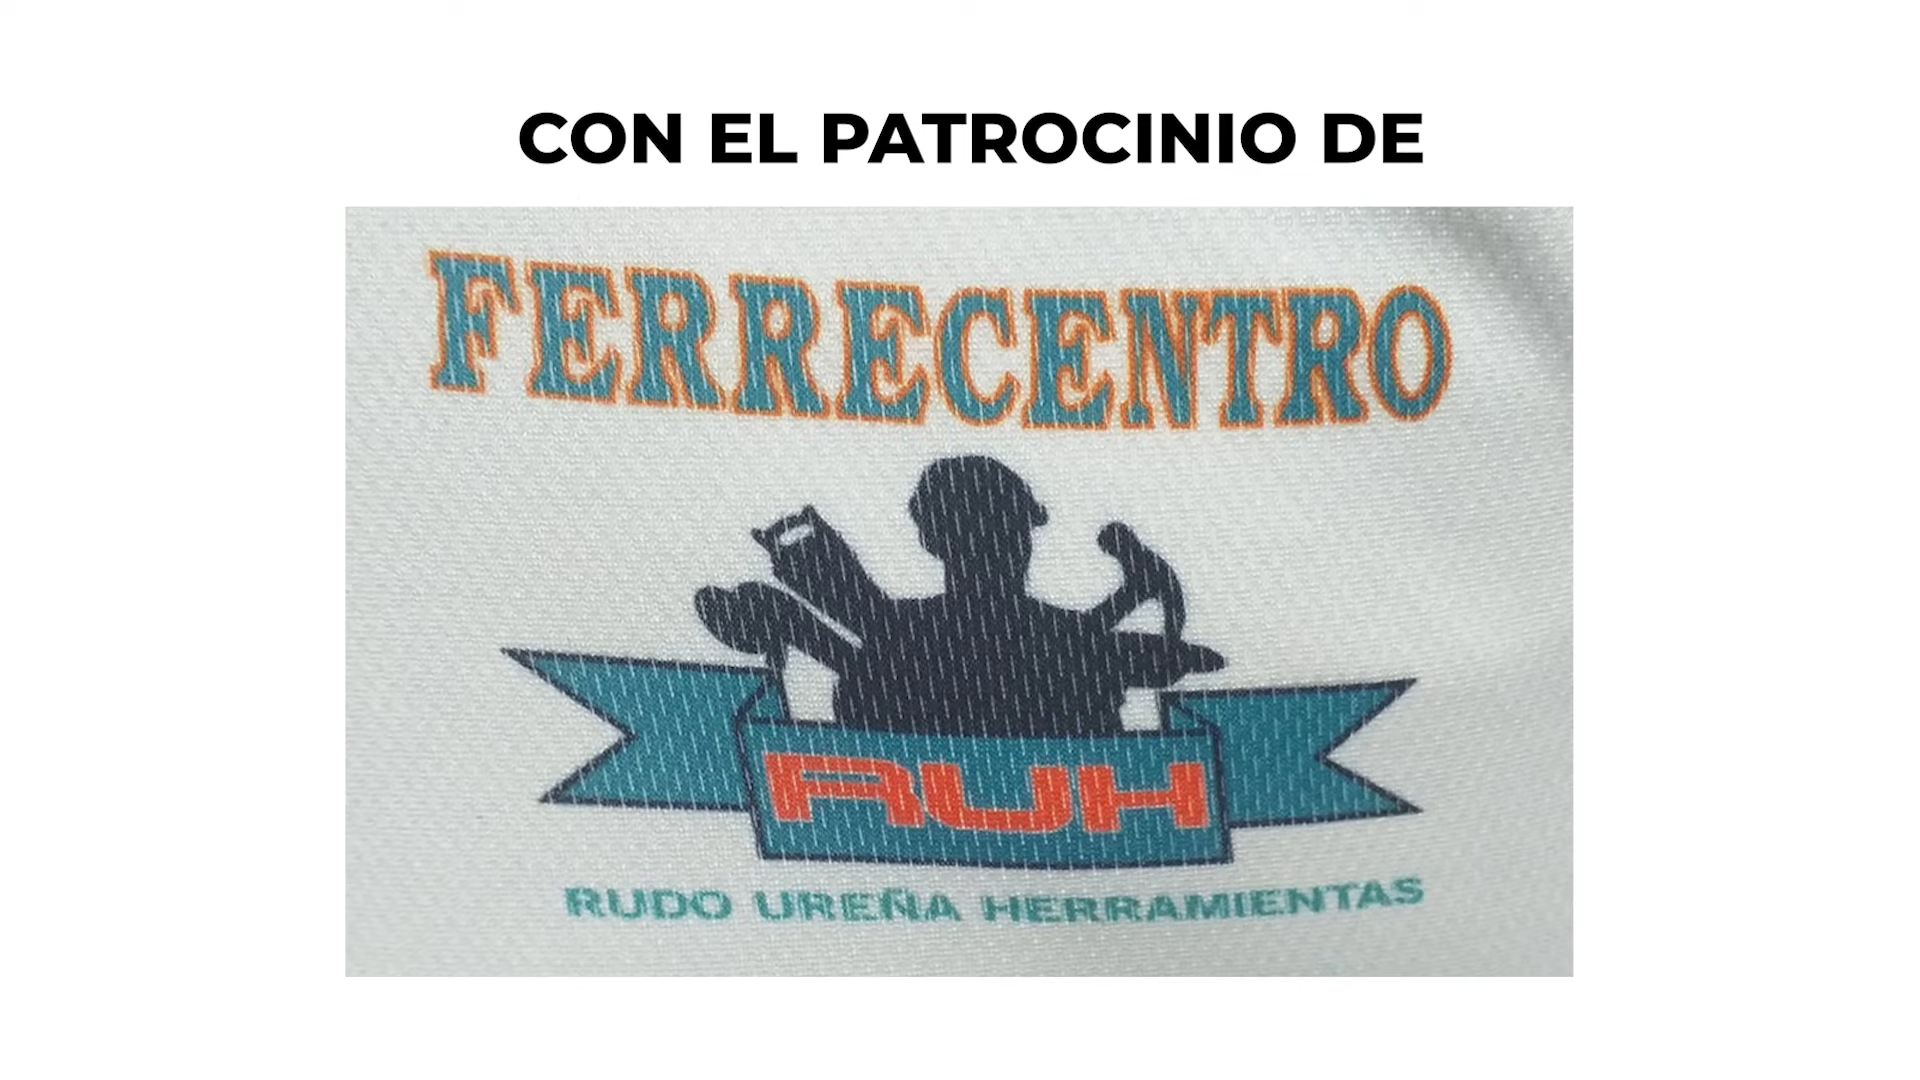 CON EL PATROCINIO DE
FERRECENTRO
RUH
RUDO UREÑA HERRAMIENTAS